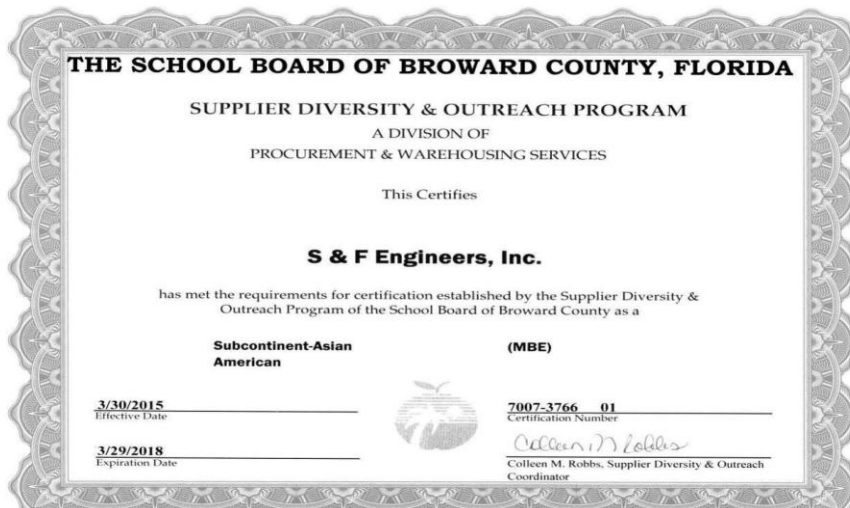 THE SCHOOL BOARD OF BROWARD COUNTY, FLORIDA
SUPPLIER DIVERSITY & OUTREACH PROGRAM
A DIVISION OF
PROCUREMENT & WAREHOUSING SERVICES
This Certifies
S & F Engineers, Inc.
has met the requirements for certification established by the Supplier Diversity &
Outreach Program of the School Board of Broward County as a
Subcontinent-Asian
American
(MBE)
3/30/2015
Effective Date
7007-3766 01
Certification Number
3/29/2018
Expiration Date
Colleen M Robbs
Colleen M. Robbs, Supplier Diversity & Outreach
Coordinator